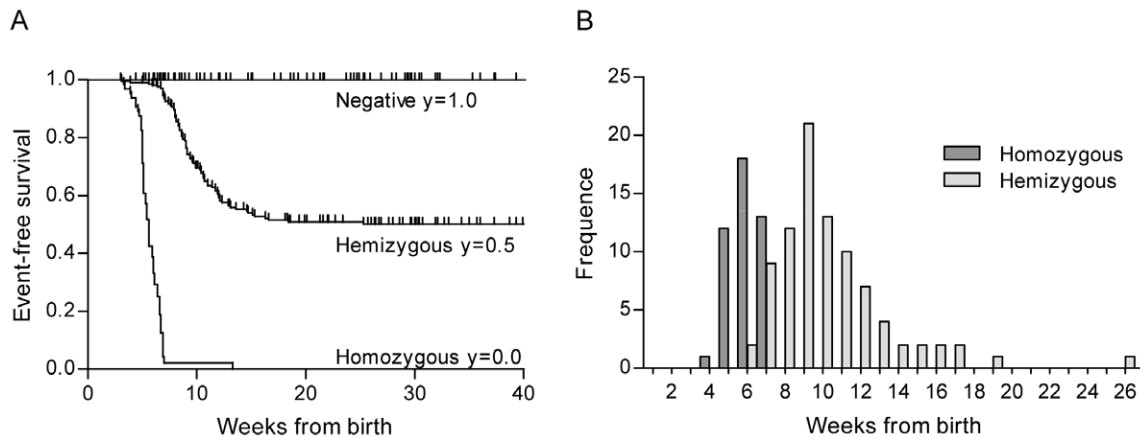 A
Event-free survival
1.0
0.8
0.6
0.4
0.2
0.0
Negative y=1.0
Hemizygous y=0.5
Homozygous y=0.0
0 10 20 30 40
Weeks from birth
B
Frequence
25
20
15
10
5
0
Homozygous
Hemizygous
2 4 6 8 10 12 14 16 18 20 22 24 26
Weeks from birth